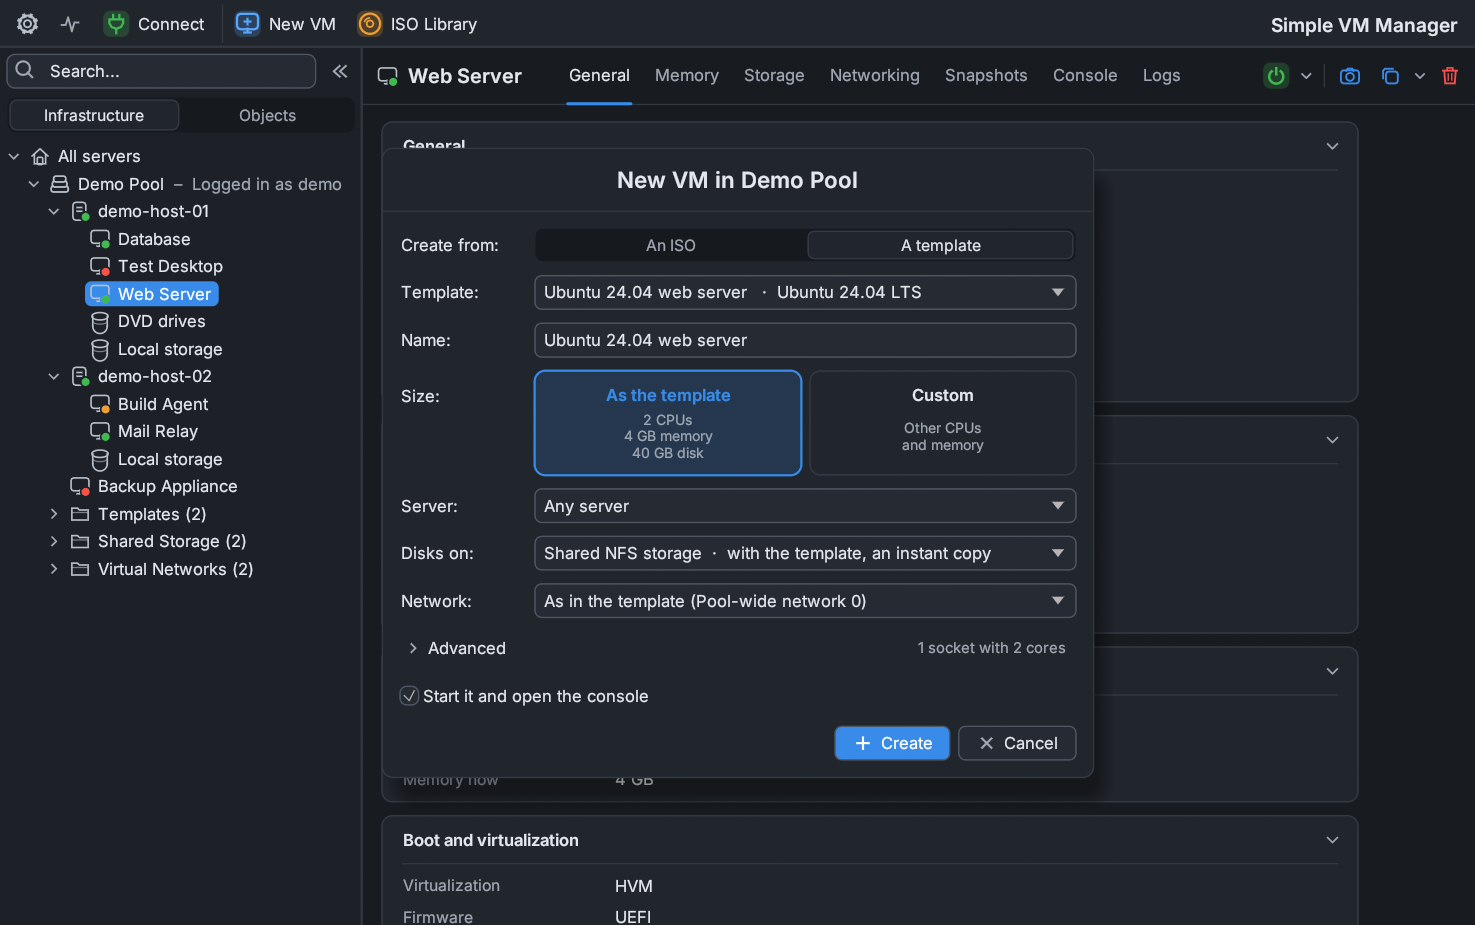 Connect
New VM
ISO Library
Simple VM Manager
Search...
Infrastructure
Objects
All servers
Demo Pool – Logged in as demo
demo-host-01
Database
Test Desktop
Web Server
DVD drives
Local storage
demo-host-02
Build Agent
Mail Relay
Local storage
Backup Appliance
Templates (2)
Shared Storage (2)
Virtual Networks (2)
Web Server
General
Memory
Storage
Networking
Snapshots
Console
Logs
General
New VM in Demo Pool
Create from:
An ISO
A template
Template:
Ubuntu 24.04 web server · Ubuntu 24.04 LTS
Name:
Ubuntu 24.04 web server
Size:
As the template
2 CPUs
4 GB memory
40 GB disk
Custom
Other CPUs
and memory
Server:
Any server
Disks on:
Shared NFS storage · with the template, an instant copy
Network:
As in the template (Pool-wide network 0)
Advanced
1 socket with 2 cores
Start it and open the console
Create
Cancel
Memory now
4 GB
Boot and virtualization
Virtualization
HVM
Firmware
UEFI